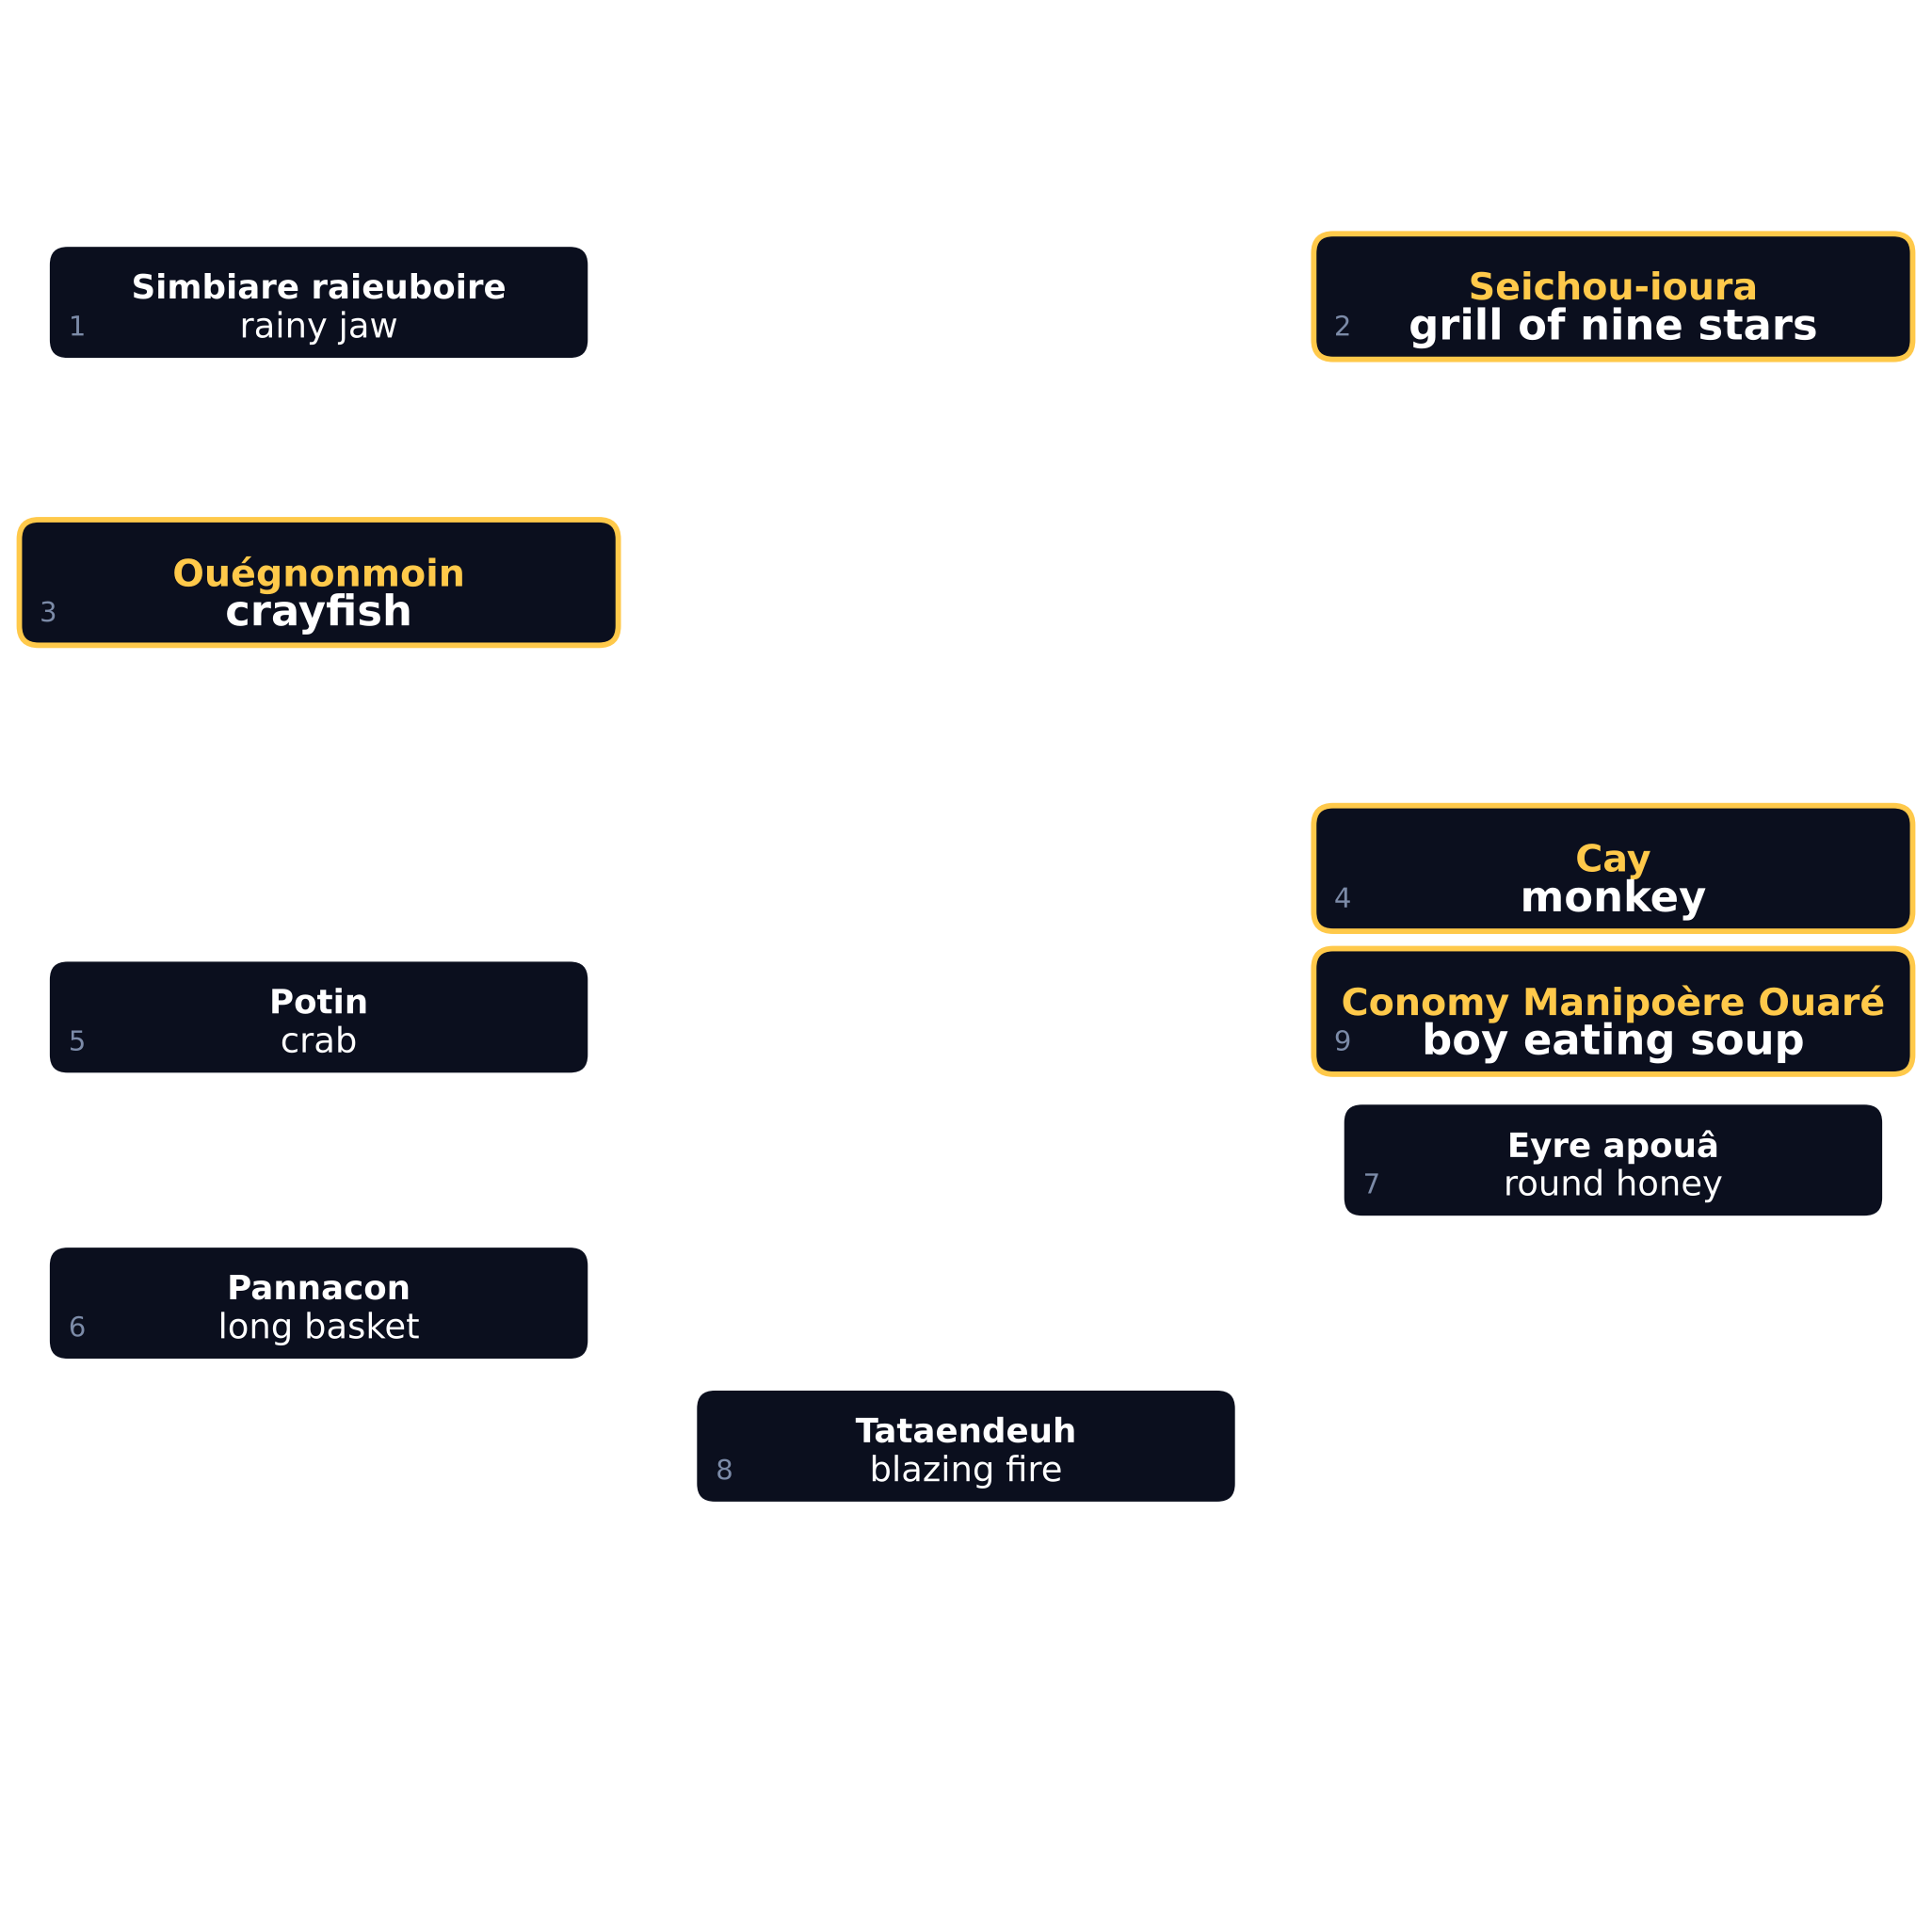 Simbiare raieuboire
rainy jaw
1
Seichou-ioura
grill of nine stars
2
Ouégnonmoin
crayfish
3
Cay
monkey
4
Potin
crab
5
Conomy Manipoère Ouaré
boy eating soup
9
Eyre apouâ
round honey
7
Pannacon
long basket
6
Tataendeuh
blazing fire
8